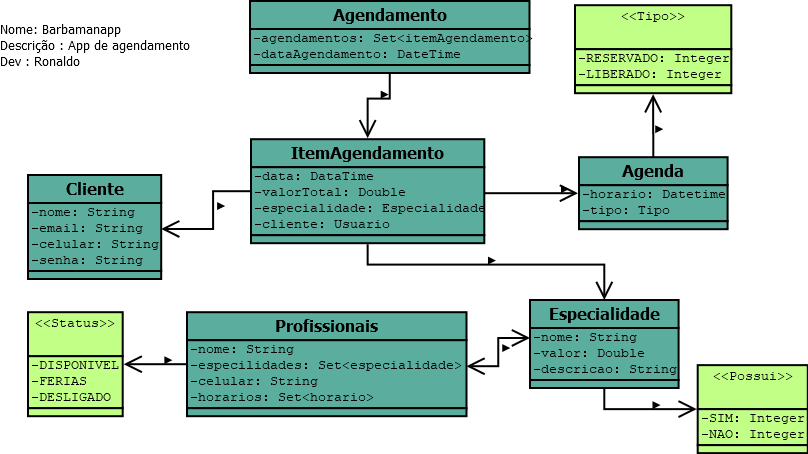 Nome: Barbamanapp
Descrição : App de agendamento
Dev : Ronaldo
Agendamento
-agendamentos: Set<itemAgendamento>
-dataAgendamento: DateTime
<<Tipo>>
-RESERVADO: Integer
-LIBERADO: Integer
ItemAgendamento
-data: DataTime
-valorTotal: Double
-especialidade: Especialidade
-cliente: Usuario
Agenda
-horario: Datetime
-tipo: Tipo
Cliente
-nome: String
-email: String
-celular: String
-senha: String
<<Status>>
-DISPONIVEL
-FERIAS
-DESLIGADO
Profissionais
-nome: String
-especilidades: Set<especialidade>
-celular: String
-horarios: Set<horario>
Especialidade
-nome: String
-valor: Double
-descricao: String
<<Possui>>
-SIM: Integer
-NAO: Integer